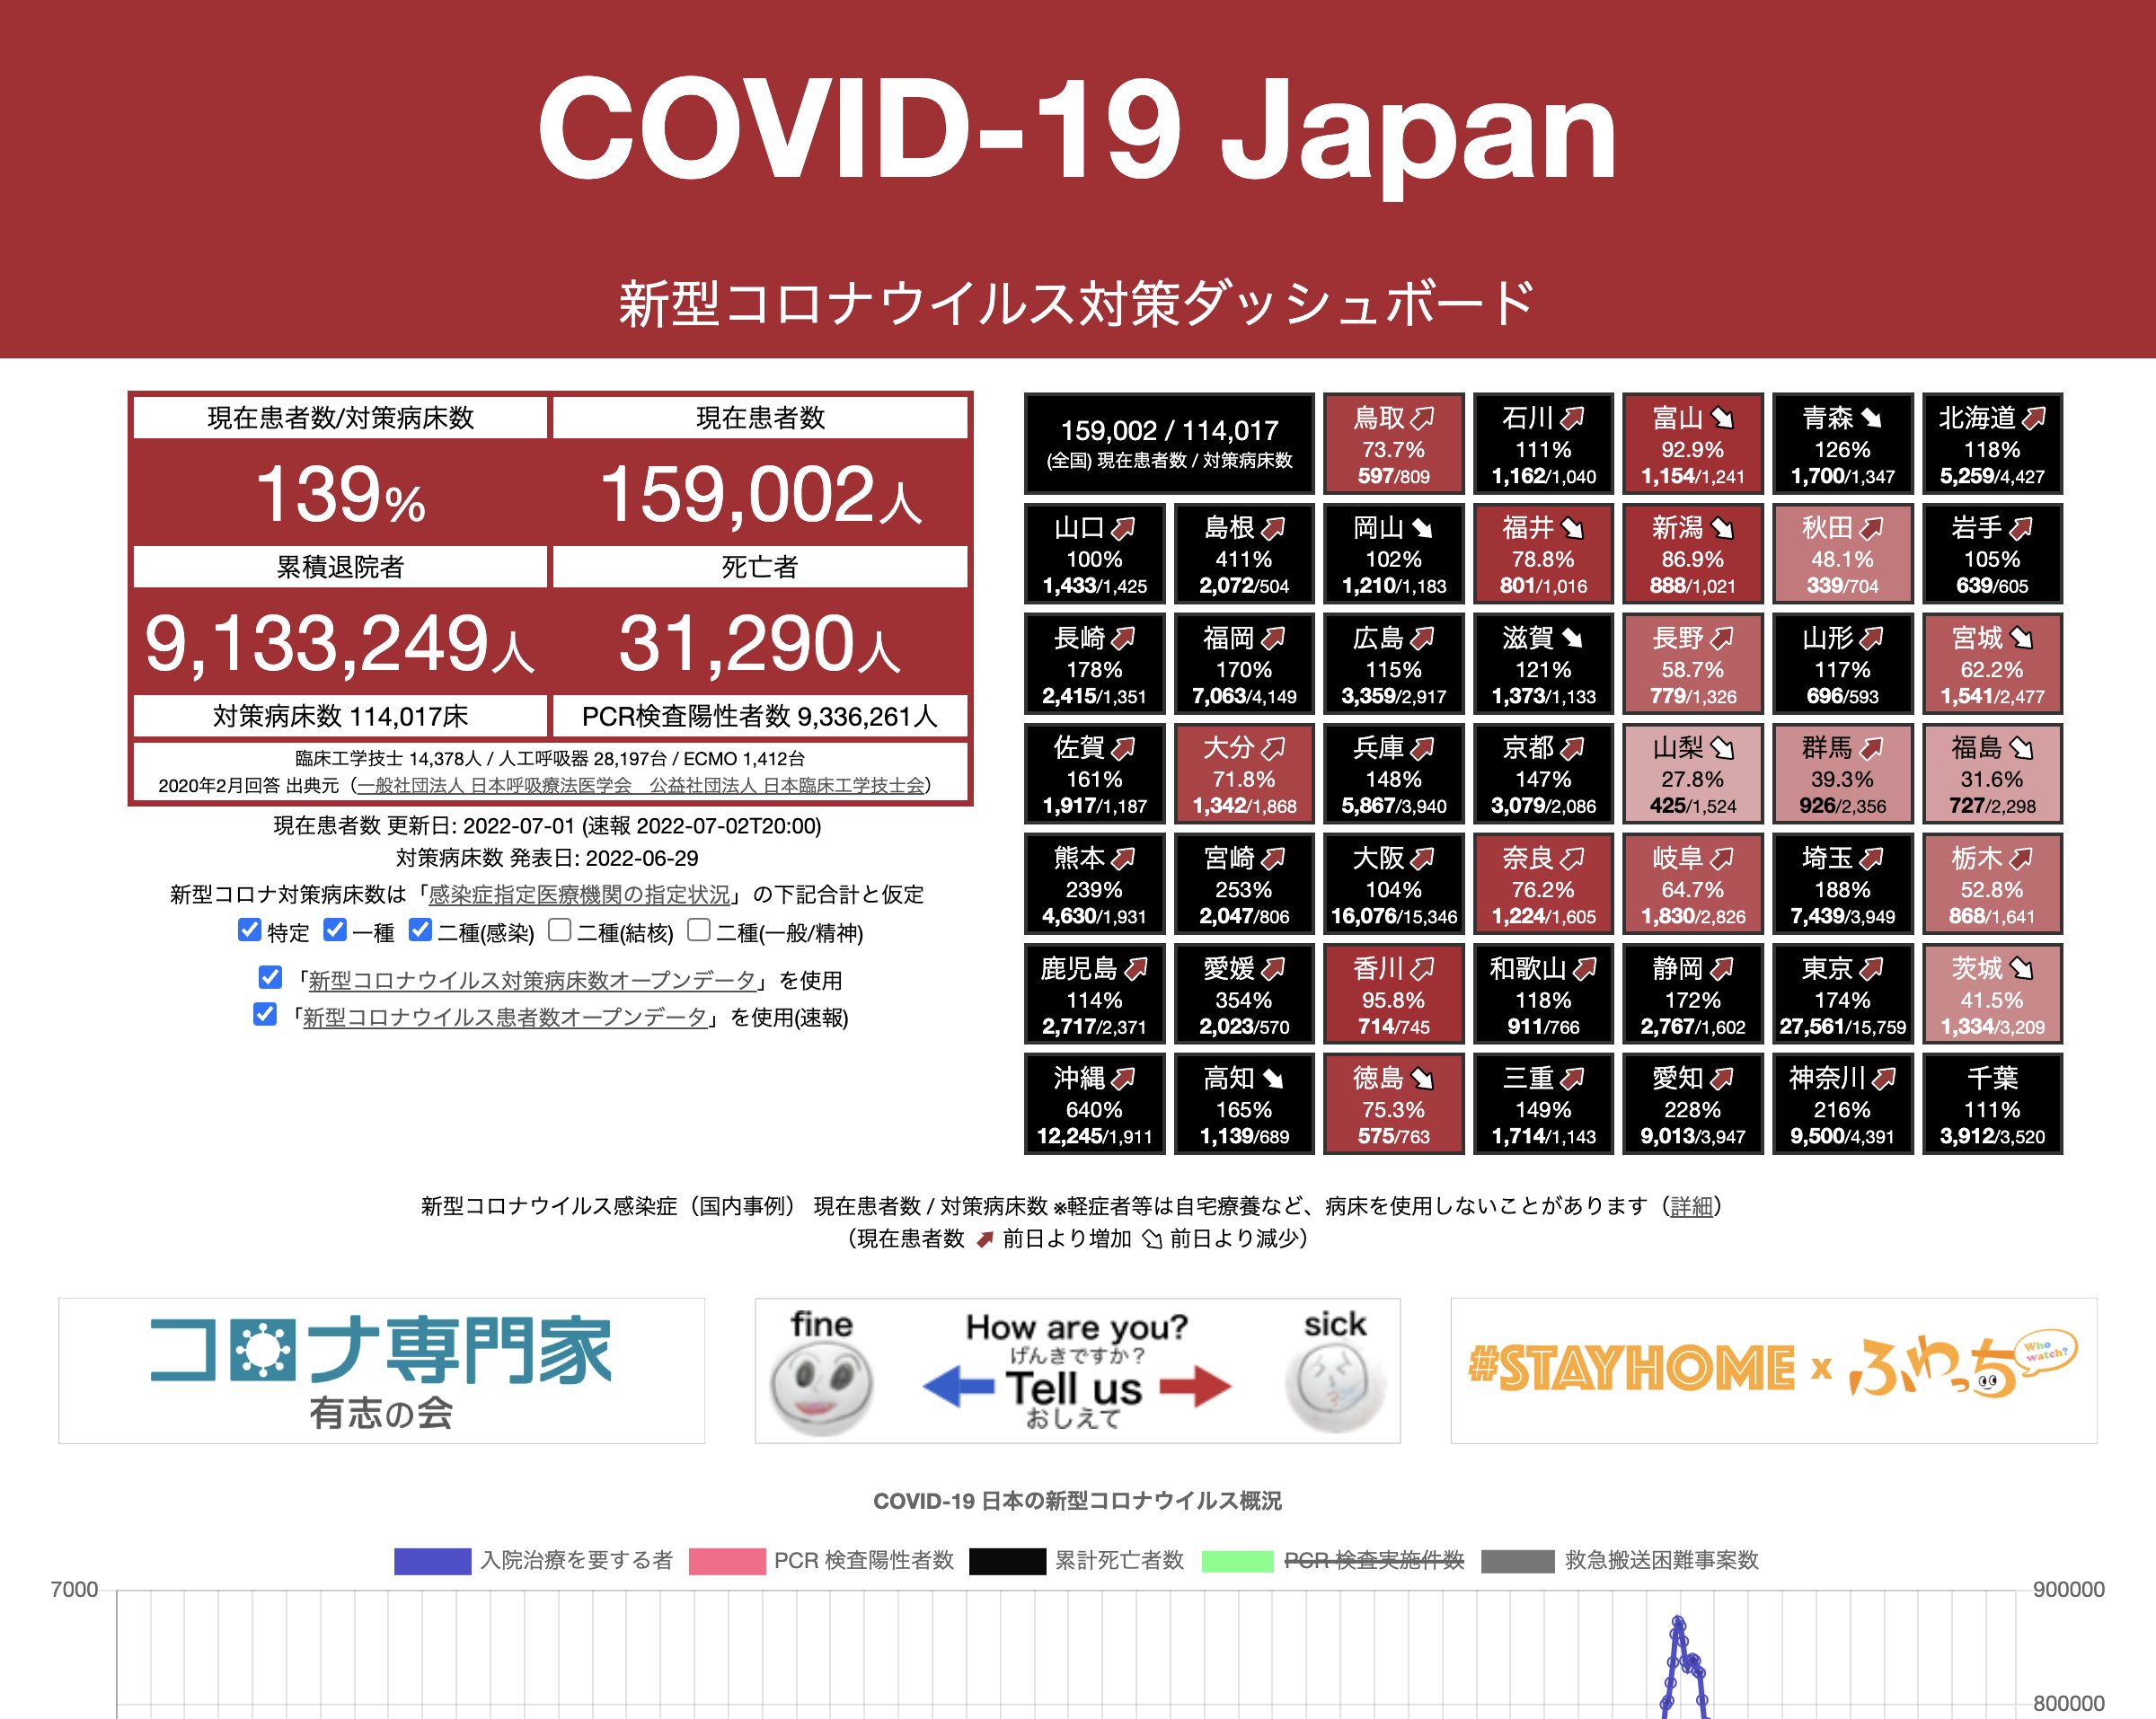 COVID-19 Japan
新型コロナウイルス対策ダッシュボード
現在患者数/対策病床数
現在患者数
139%
159,002人
累積退院者
死亡者
9,133,249人
31,290人
対策病床数 114,017床
PCR検査陽性者数 9,336,261人
臨床工学技士 14,378人 / 人工呼吸器 28,197台 / ECMO 1,412台
2020年2月回答 出典元（一般社団法人 日本呼吸療法医学会　公益社団法人 日本臨床工学技士会）
現在患者数 更新日: 2022-07-01 (速報 2022-07-02T20:00)
対策病床数 発表日: 2022-06-29
新型コロナ対策病床数は「感染症指定医療機関の指定状況」の下記合計と仮定
特定 一種 二種(感染) 二種(結核) 二種(一般/精神)
「新型コロナウイルス対策病床数オープンデータ」を使用
「新型コロナウイルス患者数オープンデータ」を使用(速報)
159,002 / 114,017
(全国) 現在患者数 / 対策病床数
鳥取
73.7%
597/809
石川
111%
1,162/1,040
富山
92.9%
1,154/1,241
青森
126%
1,700/1,347
北海道
118%
5,259/4,427
山口
100%
1,433/1,425
島根
411%
2,072/504
岡山
102%
1,210/1,183
福井
78.8%
801/1,016
新潟
86.9%
888/1,021
秋田
48.1%
339/704
岩手
105%
639/605
長崎
178%
2,415/1,351
福岡
170%
7,063/4,149
広島
115%
3,359/2,917
滋賀
121%
1,373/1,133
長野
58.7%
779/1,326
山形
117%
696/593
宮城
62.2%
1,541/2,477
佐賀
161%
1,917/1,187
大分
71.8%
1,342/1,868
兵庫
148%
5,867/3,940
京都
147%
3,079/2,086
山梨
27.8%
425/1,524
群馬
39.3%
926/2,356
福島
31.6%
727/2,298
熊本
239%
4,630/1,931
宮崎
253%
2,047/806
大阪
104%
16,076/15,346
奈良
76.2%
1,224/1,605
岐阜
64.7%
1,830/2,826
埼玉
188%
7,439/3,949
栃木
52.8%
868/1,641
鹿児島
114%
2,717/2,371
愛媛
354%
2,023/570
香川
95.8%
714/745
和歌山
118%
911/766
静岡
172%
2,767/1,602
東京
174%
27,561/15,759
茨城
41.5%
1,334/3,209
沖縄
640%
12,245/1,911
高知
165%
1,139/689
徳島
75.3%
575/763
三重
149%
1,714/1,143
愛知
228%
9,013/3,947
神奈川
216%
9,500/4,391
千葉
111%
3,912/3,520
新型コロナウイルス感染症（国内事例） 現在患者数 / 対策病床数 ※軽症者等は自宅療養など、病床を使用しないことがあります（詳細）
（現在患者数 前日より増加 前日より減少）
コロナ専門家
有志の会
fine
How are you?
げんきですか？
Tell us
おしえて
sick
#STAYHOME x ふわっち
Who watch?
COVID-19 日本の新型コロナウイルス概況
入院治療を要する者 PCR 検査陽性者数 累計死亡者数 PCR 検査実施件数 救急搬送困難事案数
7000
900000
800000